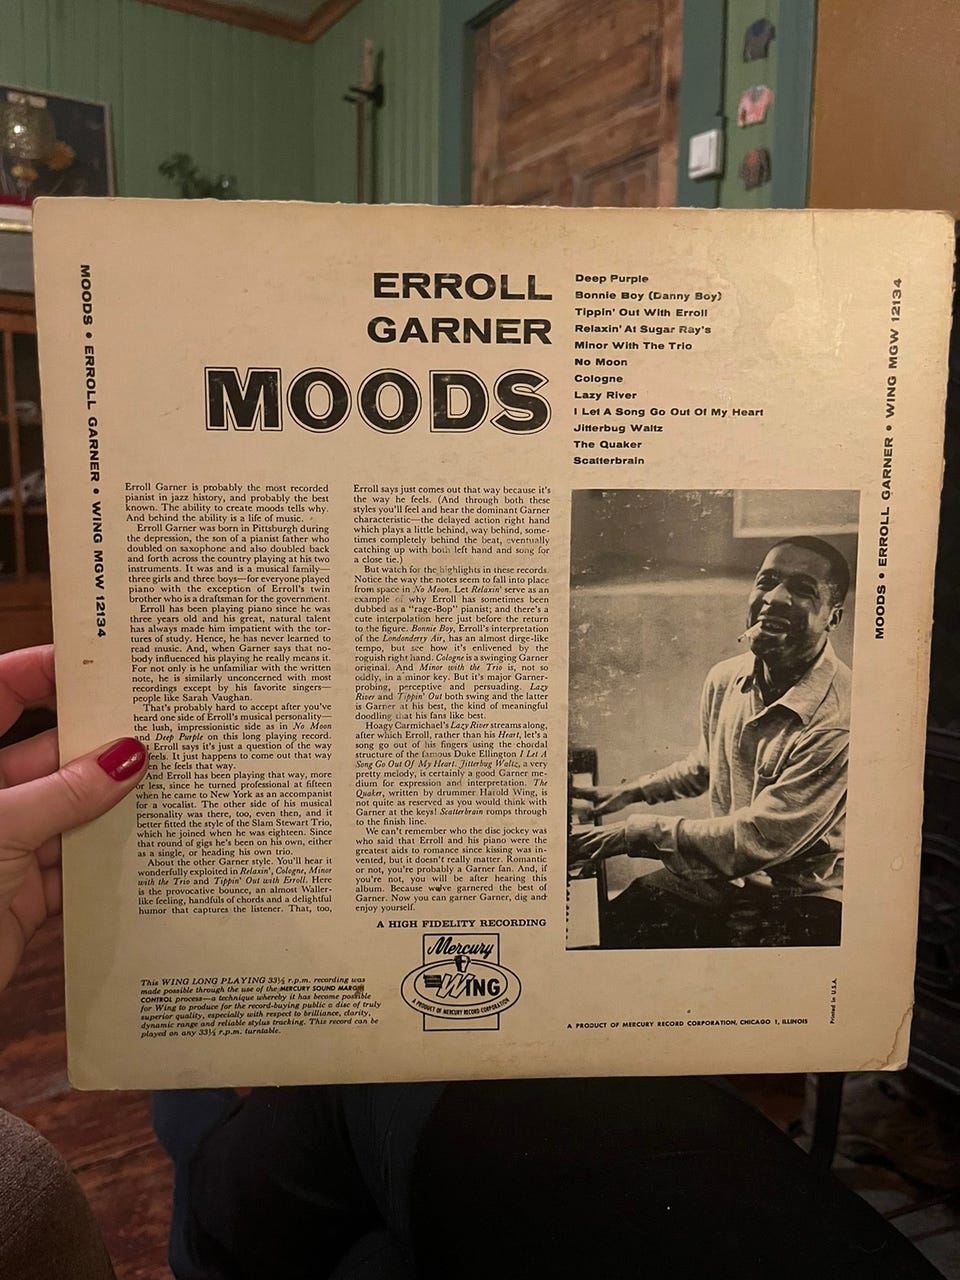 MOODS • ERROLL GARNER • WING MGW 12134
ERROLL
GARNER
MOODS
Deep Purple
Bonnie Boy (Danny Boy)
Tippin' Out With Erroll
Relaxin' At Sugar Ray's
Minor With The Trio
No Moon
Cologne
Lazy River
I Let A Song Go Out Of My Heart
Jitterbug Waltz
The Quaker
Scatterbrain
Erroll Garner is probably the most recorded
pianist in jazz history, and probably the best
known. The ability to create moods tells why.
And behind the ability is a life of music.
Erroll Garner was born in Pittsburgh during
the depression, the son of a pianist father who
doubled on saxophone and also doubled back
and forth across the country playing at his two
instruments. It was and is a musical family—
three girls and three boys—for everyone played
piano with the exception of Erroll's twin
brother who is a draftsman for the government.
Erroll has been playing piano since he was
three years old and his great, natural talent
has always made him impatient with the tor-
tures of study. Hence, he has never learned to
read music. And, when Garner says that no-
body influenced his playing he really means it.
For not only is he unfamiliar with the written
note, he is similarly unconcerned with most
recordings except by his favorite singers—
people like Sarah Vaughan.
That's probably hard to accept after you've
heard one side of Erroll's musical personality—
the lush, impressionistic side as in No Moon
and Deep Purple on this long playing record.
Erroll says it's just a question of the way
feels. It just happens to come out that way
he feels that way.
And Erroll has been playing that way, more
or less, since he turned professional at fifteen
when he came to New York as an accompanist
for a vocalist. The other side of his musical
personality was there, too, even then, and it
better fitted the style of the Slam Stewart Trio,
which he joined when he was eighteen. Since
that round of gigs he's been on his own, either
as a single, or heading his own trio.
About the other Garner style. You'll hear it
wonderfully exploited in Relaxin', Cologne, Minor
with the Trio and Tippin' Out with Erroll. Here
is the provocative bounce, an almost Waller-
like feeling, handfuls of chords and a delightful
humor that captures the listener. That, too,
Erroll says just comes out that way because it's
the way he feels. (And through both these
styles you'll feel and hear the dominant Garner
characteristic—the delayed action right hand
which plays a little behind, way behind, some-
times completely behind the beat, eventually
catching up with both left hand and song for
a close tie.)
But watch for the highlights in these records.
Notice the way the notes seem to fall into place
from space in No Moon. Let Relaxin' serve as an
example of why Erroll has sometimes been
dubbed as a "rage-Bop" pianist; and there's a
cute interpolation here just before the return
to the figure. Bonnie Boy, Erroll's interpretation
of the Londonderry Air, has an almost dirge-like
tempo, but see how it's enlivened by the
roguish right hand. Cologne is a swinging Garner
original. And Minor with the Trio is, not so
oddly, in a minor key. But it's major Garner-
probing, perceptive and persuading. Lazy
River and Tippin' Out both swing and the latter
is Garner at his best, the kind of meaningful
doodling that his fans like best.
Hoagy Carmichael's Lazy River streams along,
after which Erroll, rather than his Heart, let's a
song go out of his fingers using the chordal
structure of the famous Duke Ellington I Let A
Song Go Out Of My Heart. Jitterbug Waltz, a very
pretty melody, is certainly a good Garner me-
dium for expression and interpretation. The
Quaker, written by drummer Harold Wing, is
not quite as reserved as you would think with
Garner at the keys! Scatterbrain romps through
to the finish line.
We can't remember who the disc jockey was
who said that Erroll and his piano were the
greatest aids to romance since kissing was in-
vented, but it doesn't really matter. Romantic
or not, you're probably a Garner fan. And, if
you're not, you will be after hearing this
album. Because we've garnered the best of
Garner. Now you can garner Garner, dig and
enjoy yourself.
A HIGH FIDELITY RECORDING
Mercury
WING
A PRODUCT OF MERCURY RECORD CORPORATION
This WING LONG PLAYING 33⅓ r.p.m. recording was
made possible through the use of the MERCURY SOUND MARGIN
CONTROL process—a technique whereby it has become possible
for Wing to produce for the record-buying public a disc of truly
superior quality, especially with respect to brilliance, clarity,
dynamic range and reliable stylus tracking. This record can be
played on any 33⅓ r.p.m. turntable.
A PRODUCT OF MERCURY RECORD CORPORATION, CHICAGO 1, ILLINOIS
Printed in U.S.A.
MOODS • ERROLL GARNER • WING MGW 12134